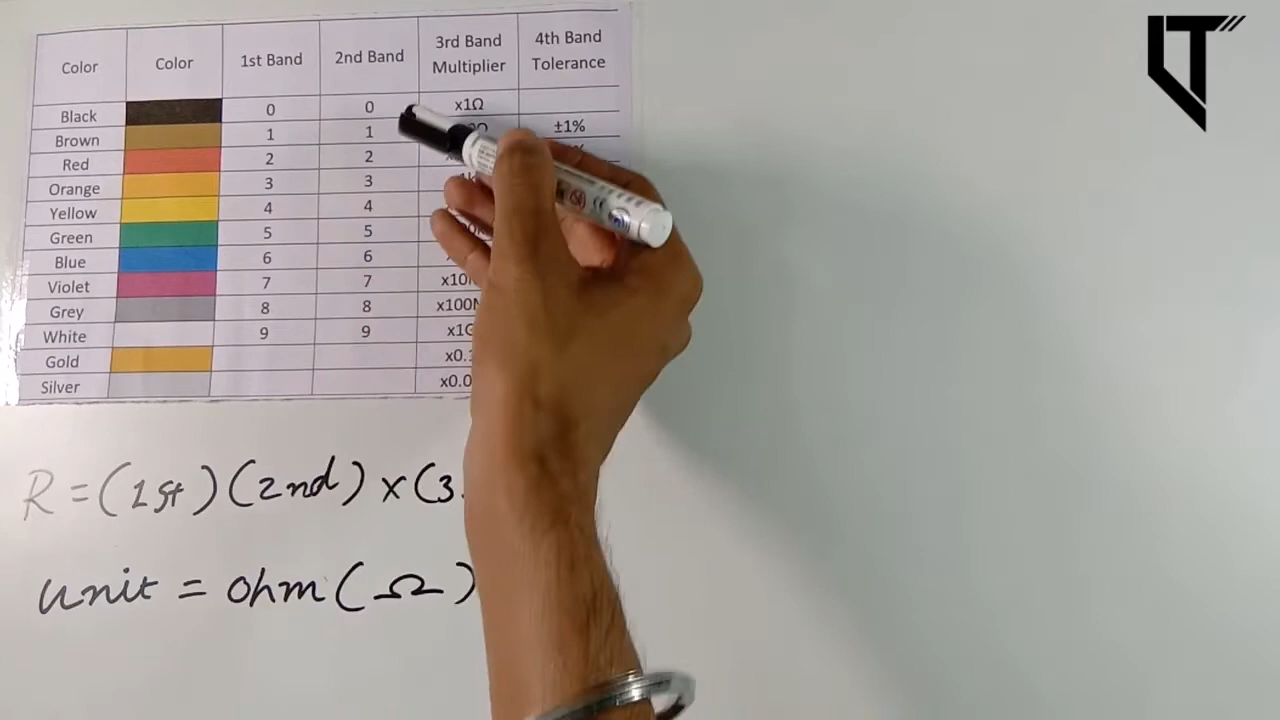 Color Color 1st Band 2nd Band 3rd Band Multiplier 4th Band Tolerance
Black 0 0 x1Ω
Brown 1 1 ±1%
Red 2 2
Orange 3 3
Yellow 4 4
Green 5 5
Blue 6 6
Violet 7 7
Grey 8 8
White 9 9
Gold
Silver
R = (1st) (2nd) x (3
unit = ohm (Ω)
LT